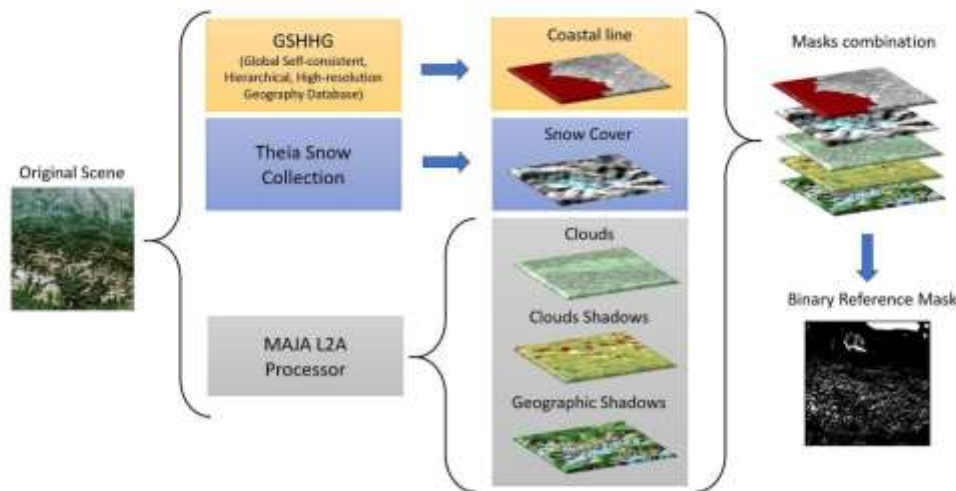 Original Scene
GSHHG
(Global Self-consistent,
Hierarchical, High-resolution
Geography Database)
Coastal line
Theia Snow
Collection
Snow Cover
MAJA L2A
Processor
Clouds
Clouds Shadows
Geographic Shadows
Masks combination
Binary Reference Mask